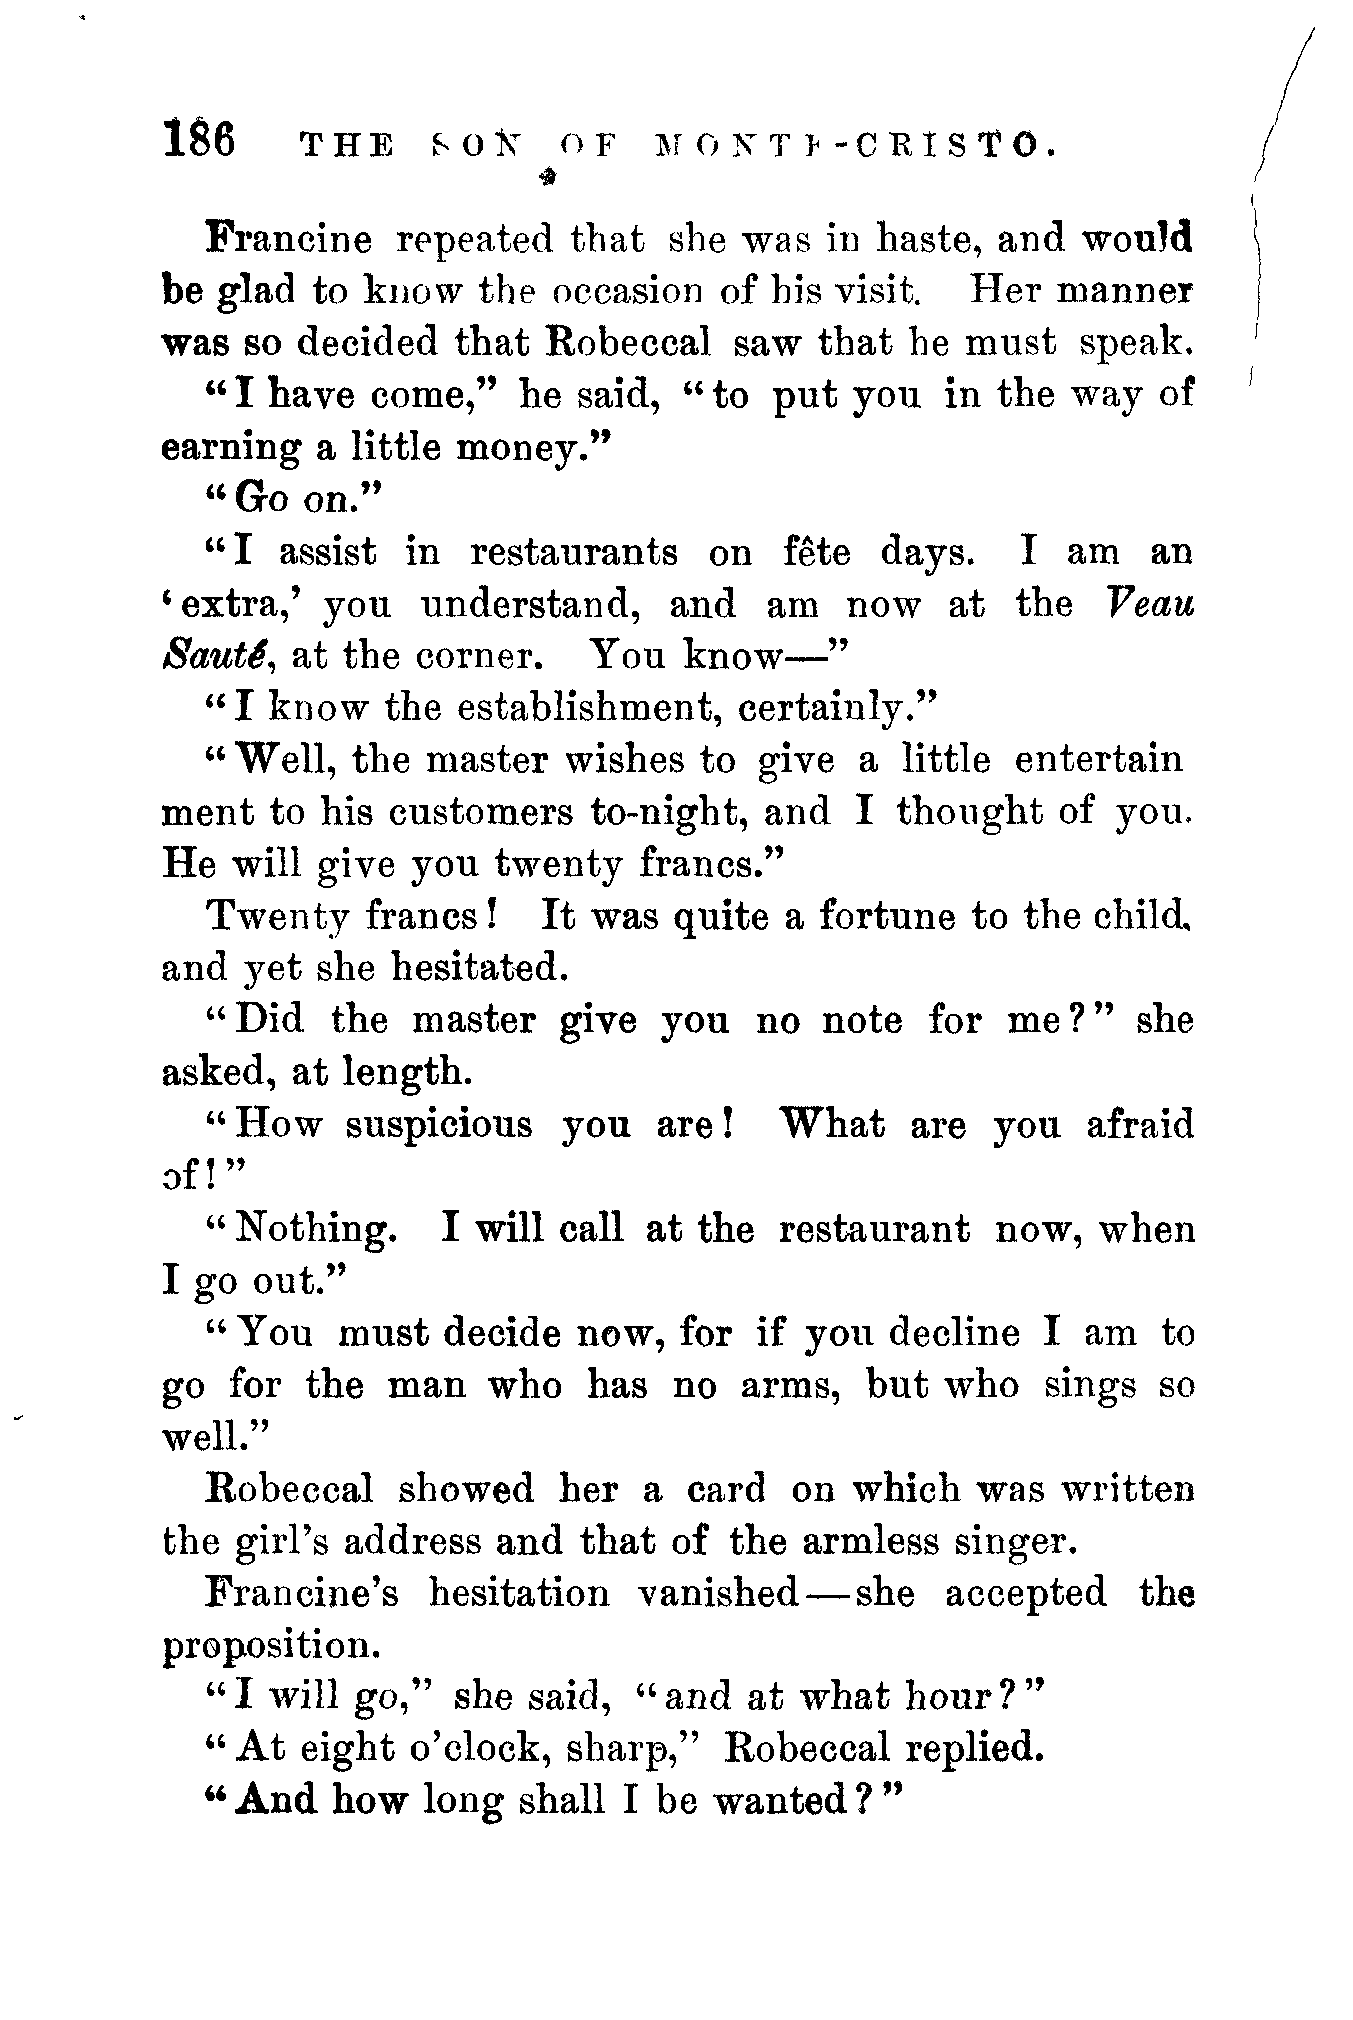 186 THE SON OF MONTE-CRISTO.
Francine repeated that she was in haste, and would
be glad to know the occasion of his visit. Her manner
was so decided that Robeccal saw that he must speak.
“I have come,” he said, “to put you in the way of
earning a little money.”
“Go on.”
“I assist in restaurants on fête days. I am an
‘extra,’ you understand, and am now at the Veau
Sauté, at the corner. You know—”
“I know the establishment, certainly.”
“Well, the master wishes to give a little entertain
ment to his customers to-night, and I thought of you.
He will give you twenty francs.”
Twenty francs! It was quite a fortune to the child,
and yet she hesitated.
“Did the master give you no note for me?” she
asked, at length.
“How suspicious you are! What are you afraid
of!”
“Nothing. I will call at the restaurant now, when
I go out.”
“You must decide now, for if you decline I am to
go for the man who has no arms, but who sings so
well.”
Robeccal showed her a card on which was written
the girl’s address and that of the armless singer.
Francine’s hesitation vanished—she accepted the
proposition.
“I will go,” she said, “and at what hour?”
“At eight o’clock, sharp,” Robeccal replied.
“And how long shall I be wanted?”